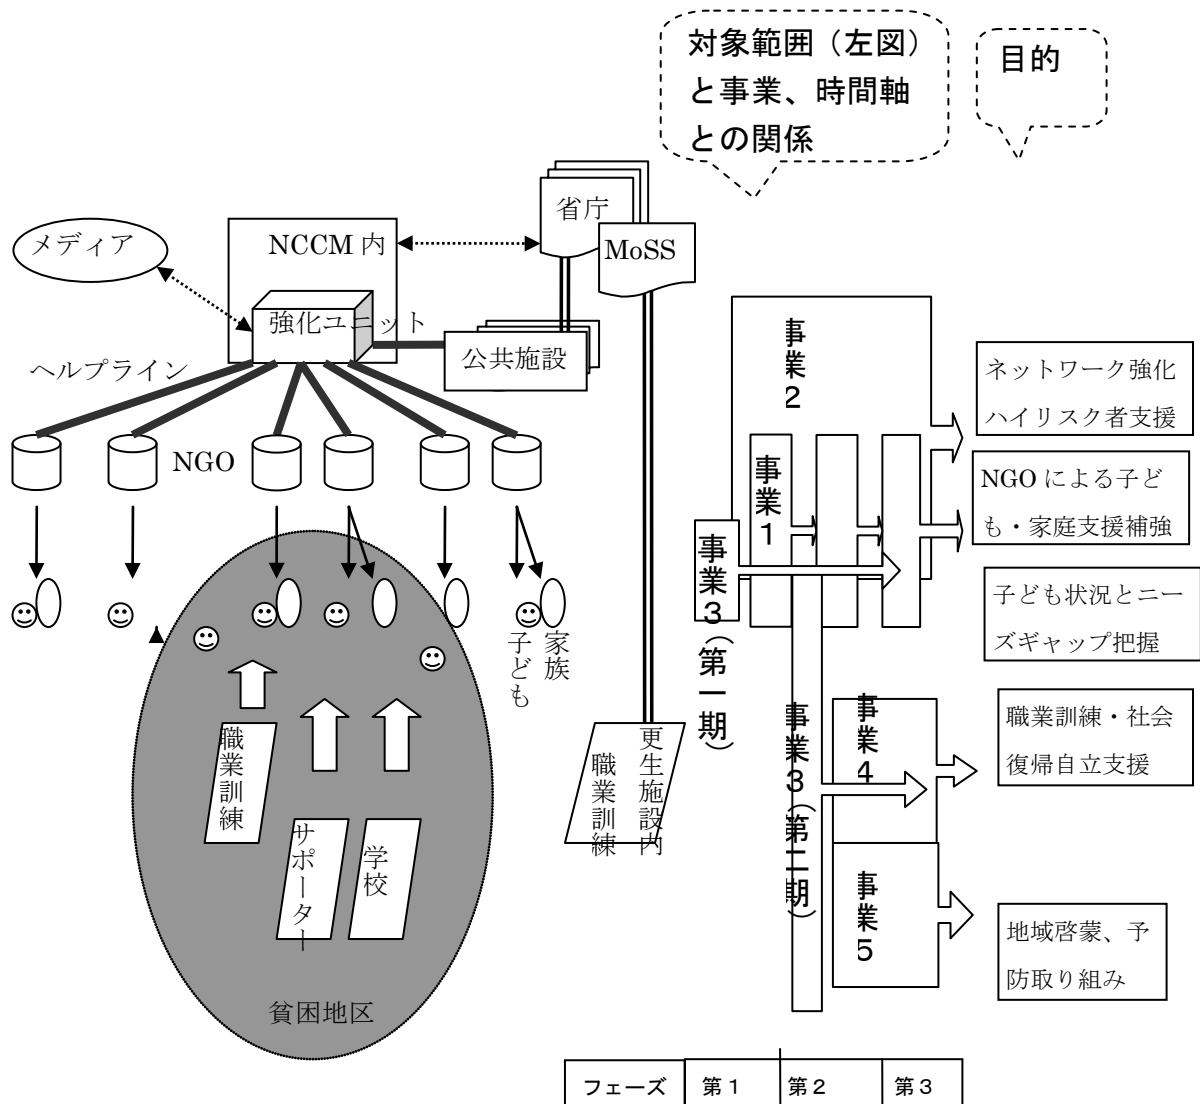 対象範囲（左図）
と事業、時間軸
との関係
目的
省庁
MoSS
NCCM 内
メディア
強化ユニット
公共施設
ヘルプライン
NGO
子ども
家族
職業訓練
サポーター
学校
貧困地区
更生施設内
職業訓練
事業2
事業1
事業3（第一期）
事業3（第二期）
事業4
事業5
ネットワーク強化
ハイリスク者支援
NGO による子ど
も・家庭支援補強
子ども状況とニー
ズギャップ把握
職業訓練・社会
復帰自立支援
地域啓蒙、予
防取り組み
フェーズ 第１ 第２ 第３